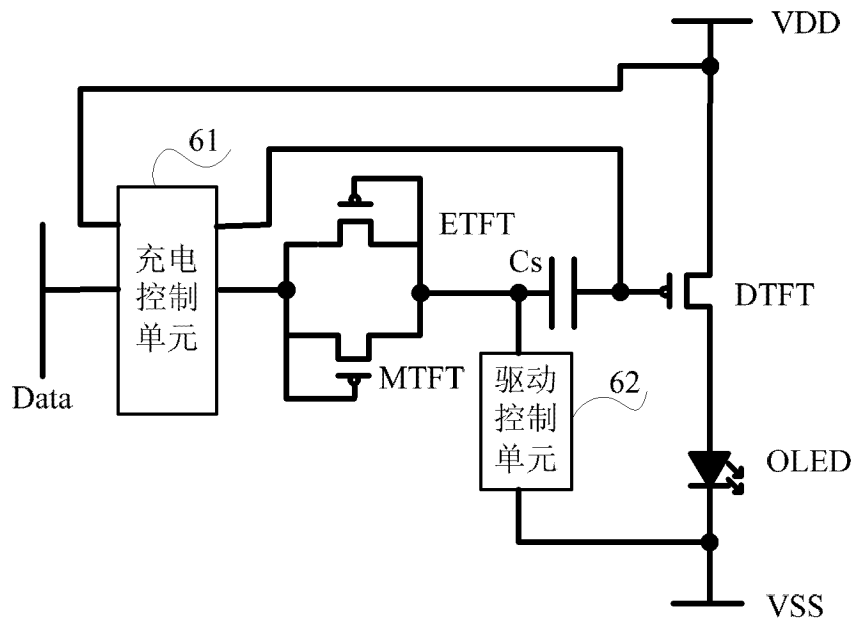 VDD
61
ETFT
充电
控制
单元
Cs
DTFT
MTFT
Data
驱动
控制
单元
62
OLED
VSS